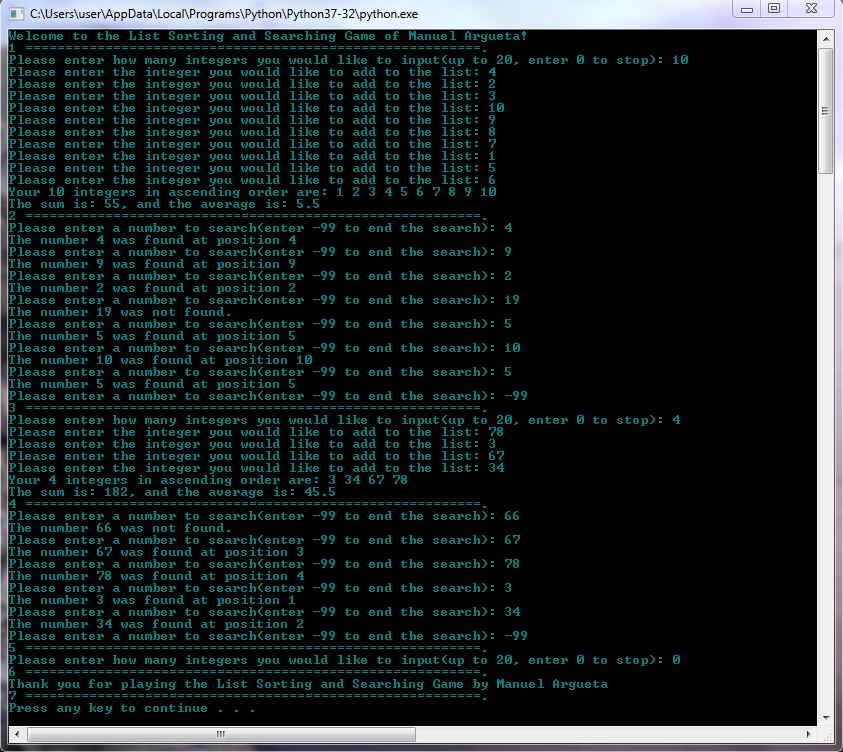 C:\Users\user\AppData\Local\Programs\Python\Python37-32\python.exe
Welcome to the List Sorting and Searching Game of Manuel Argueta!
1 =========================================================.
Please enter how many integers you would like to input(up to 20, enter 0 to stop): 10
Please enter the integer you would like to add to the list: 4
Please enter the integer you would like to add to the list: 2
Please enter the integer you would like to add to the list: 3
Please enter the integer you would like to add to the list: 10
Please enter the integer you would like to add to the list: 9
Please enter the integer you would like to add to the list: 8
Please enter the integer you would like to add to the list: 7
Please enter the integer you would like to add to the list: 1
Please enter the integer you would like to add to the list: 5
Please enter the integer you would like to add to the list: 6
Your 10 integers in ascending order are: 1 2 3 4 5 6 7 8 9 10
The sum is: 55, and the average is: 5.5
2 =========================================================.
Please enter a number to search(enter -99 to end the search): 4
The number 4 was found at position 4
Please enter a number to search(enter -99 to end the search): 9
The number 9 was found at position 9
Please enter a number to search(enter -99 to end the search): 2
The number 2 was found at position 2
Please enter a number to search(enter -99 to end the search): 19
The number 19 was not found.
Please enter a number to search(enter -99 to end the search): 5
The number 5 was found at position 5
Please enter a number to search(enter -99 to end the search): 10
The number 10 was found at position 10
Please enter a number to search(enter -99 to end the search): 5
The number 5 was found at position 5
Please enter a number to search(enter -99 to end the search): -99
3 =========================================================.
Please enter how many integers you would like to input(up to 20, enter 0 to stop): 4
Please enter the integer you would like to add to the list: 78
Please enter the integer you would like to add to the list: 3
Please enter the integer you would like to add to the list: 67
Please enter the integer you would like to add to the list: 34
Your 4 integers in ascending order are: 3 34 67 78
The sum is: 182, and the average is: 45.5
4 =========================================================.
Please enter a number to search(enter -99 to end the search): 66
The number 66 was not found.
Please enter a number to search(enter -99 to end the search): 67
The number 67 was found at position 3
Please enter a number to search(enter -99 to end the search): 78
The number 78 was found at position 4
Please enter a number to search(enter -99 to end the search): 3
The number 3 was found at position 1
Please enter a number to search(enter -99 to end the search): 34
The number 34 was found at position 2
Please enter a number to search(enter -99 to end the search): -99
5 =========================================================.
Please enter how many integers you would like to input(up to 20, enter 0 to stop): 0
6 =========================================================.
Thank you for playing the List Sorting and Searching Game by Manuel Argueta
7 =========================================================.
Press any key to continue . . .